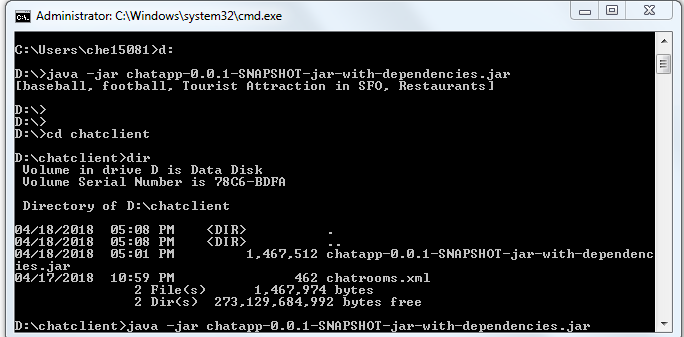 Administrator: C:\Windows\system32\cmd.exe
C:\Users\che15081>d:
D:\>java -jar chatapp-0.0.1-SNAPSHOT-jar-with-dependencies.jar
[baseball, football, Tourist Attraction in SFO, Restaurants]
D:\>
D:\>
D:\>cd chatclient
D:\chatclient>dir
Volume in drive D is Data Disk
Volume Serial Number is 78C6-BDFA
Directory of D:\chatclient
04/18/2018  05:08 PM    <DIR>          .
04/18/2018  05:08 PM    <DIR>          ..
04/18/2018  05:01 PM         1,467,512 chatapp-0.0.1-SNAPSHOT-jar-with-dependenc
ies.jar
04/17/2018  10:59 PM               462 chatrooms.xml
2 File(s)      1,467,974 bytes
2 Dir(s)  273,129,684,992 bytes free
D:\chatclient>java -jar chatapp-0.0.1-SNAPSHOT-jar-with-dependencies.jar